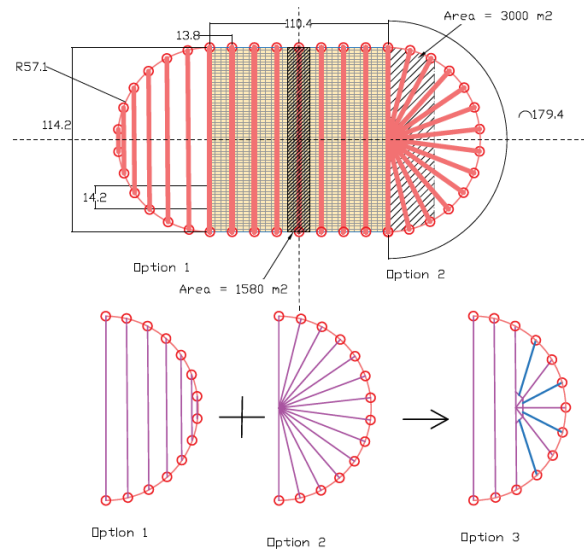 110.4
Area = 3000 m2
13.8
R57.1
114.2
⌒179.4
14.2
Option 1
Option 2
Area = 1580 m2
Option 1
Option 2
Option 3